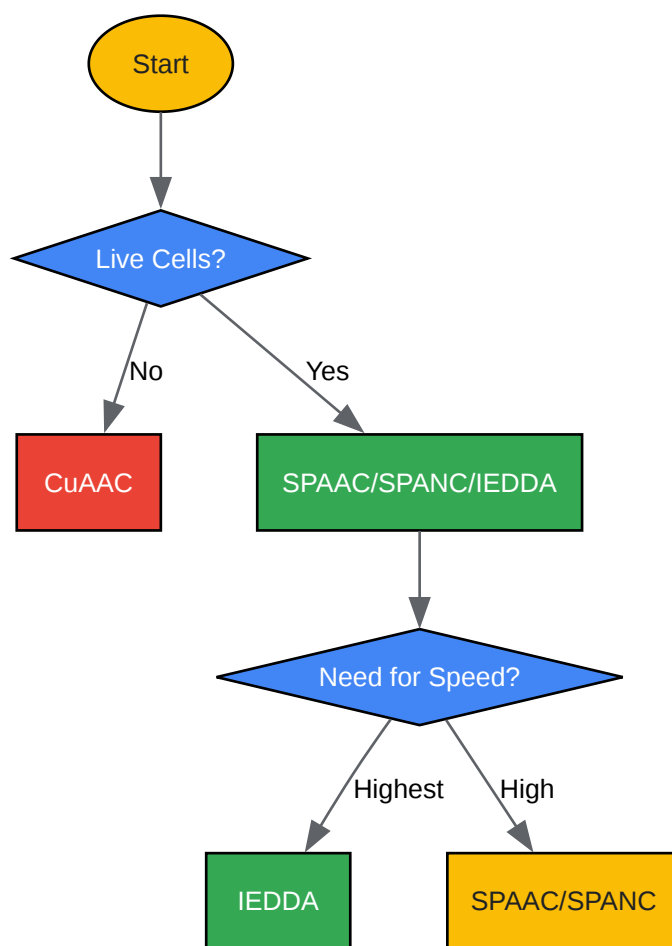 Start
Live Cells?
No
Yes
CuAAC
SPAAC/SPANC/IEDDA
Need for Speed?
Highest
High
IEDDA
SPAAC/SPANC